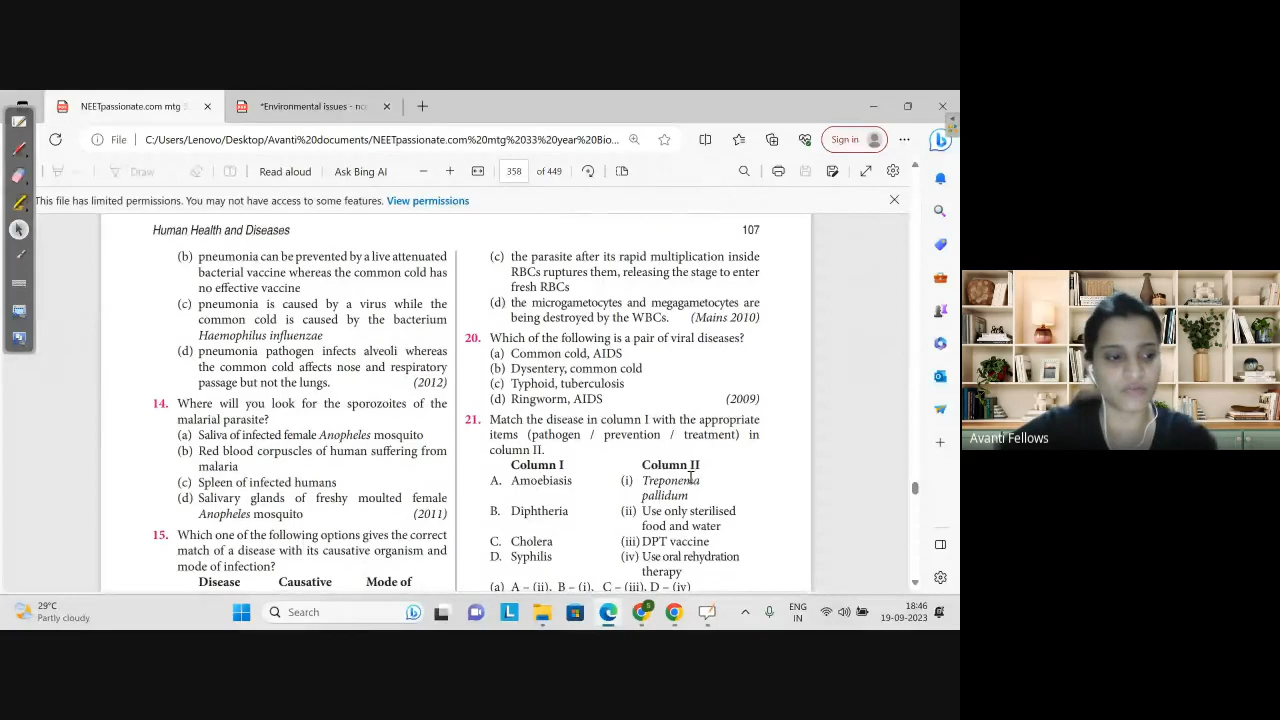 NEETpassionate.com mtg 3
*Environmental issues - nc
File
C:/Users/Lenovo/Desktop/Avanti%20documents/NEETpassionate.com%20mtg%2033%20year%20Bio...
Sign in
Draw
Read aloud
Ask Bing AI
358 of 449
This file has limited permissions. You may not have access to some features. View permissions
Human Health and Diseases
107
(b) pneumonia can be prevented by a live attenuated
bacterial vaccine whereas the common cold has
no effective vaccine
(c) pneumonia is caused by a virus while the
common cold is caused by the bacterium
Haemophilus influenzae
(d) pneumonia pathogen infects alveoli whereas
the common cold affects nose and respiratory
passage but not the lungs. (2012)
14. Where will you look for the sporozoites of the
malarial parasite?
(a) Saliva of infected female Anopheles mosquito
(b) Red blood corpuscles of human suffering from
malaria
(c) Spleen of infected humans
(d) Salivary glands of freshy moulted female
Anopheles mosquito (2011)
15. Which one of the following options gives the correct
match of a disease with its causative organism and
mode of infection?
Disease Causative Mode of
(c) the parasite after its rapid multiplication inside
RBCs ruptures them, releasing the stage to enter
fresh RBCs
(d) the microgametocytes and megagametocytes are
being destroyed by the WBCs. (Mains 2010)
20. Which of the following is a pair of viral diseases?
(a) Common cold, AIDS
(b) Dysentery, common cold
(c) Typhoid, tuberculosis
(d) Ringworm, AIDS (2009)
21. Match the disease in column I with the appropriate
items (pathogen / prevention / treatment) in
column II.
Column I Column II
A. Amoebiasis (i) Treponema
pallidum
B. Diphtheria (ii) Use only sterilised
food and water
C. Cholera (iii) DPT vaccine
D. Syphilis (iv) Use oral rehydration
therapy
(a) A – (ii), B – (i), C – (iii), D – (iv)
Avanti Fellows
29°C
Partly cloudy
Search
ENG
IN
18:46
19-09-2023